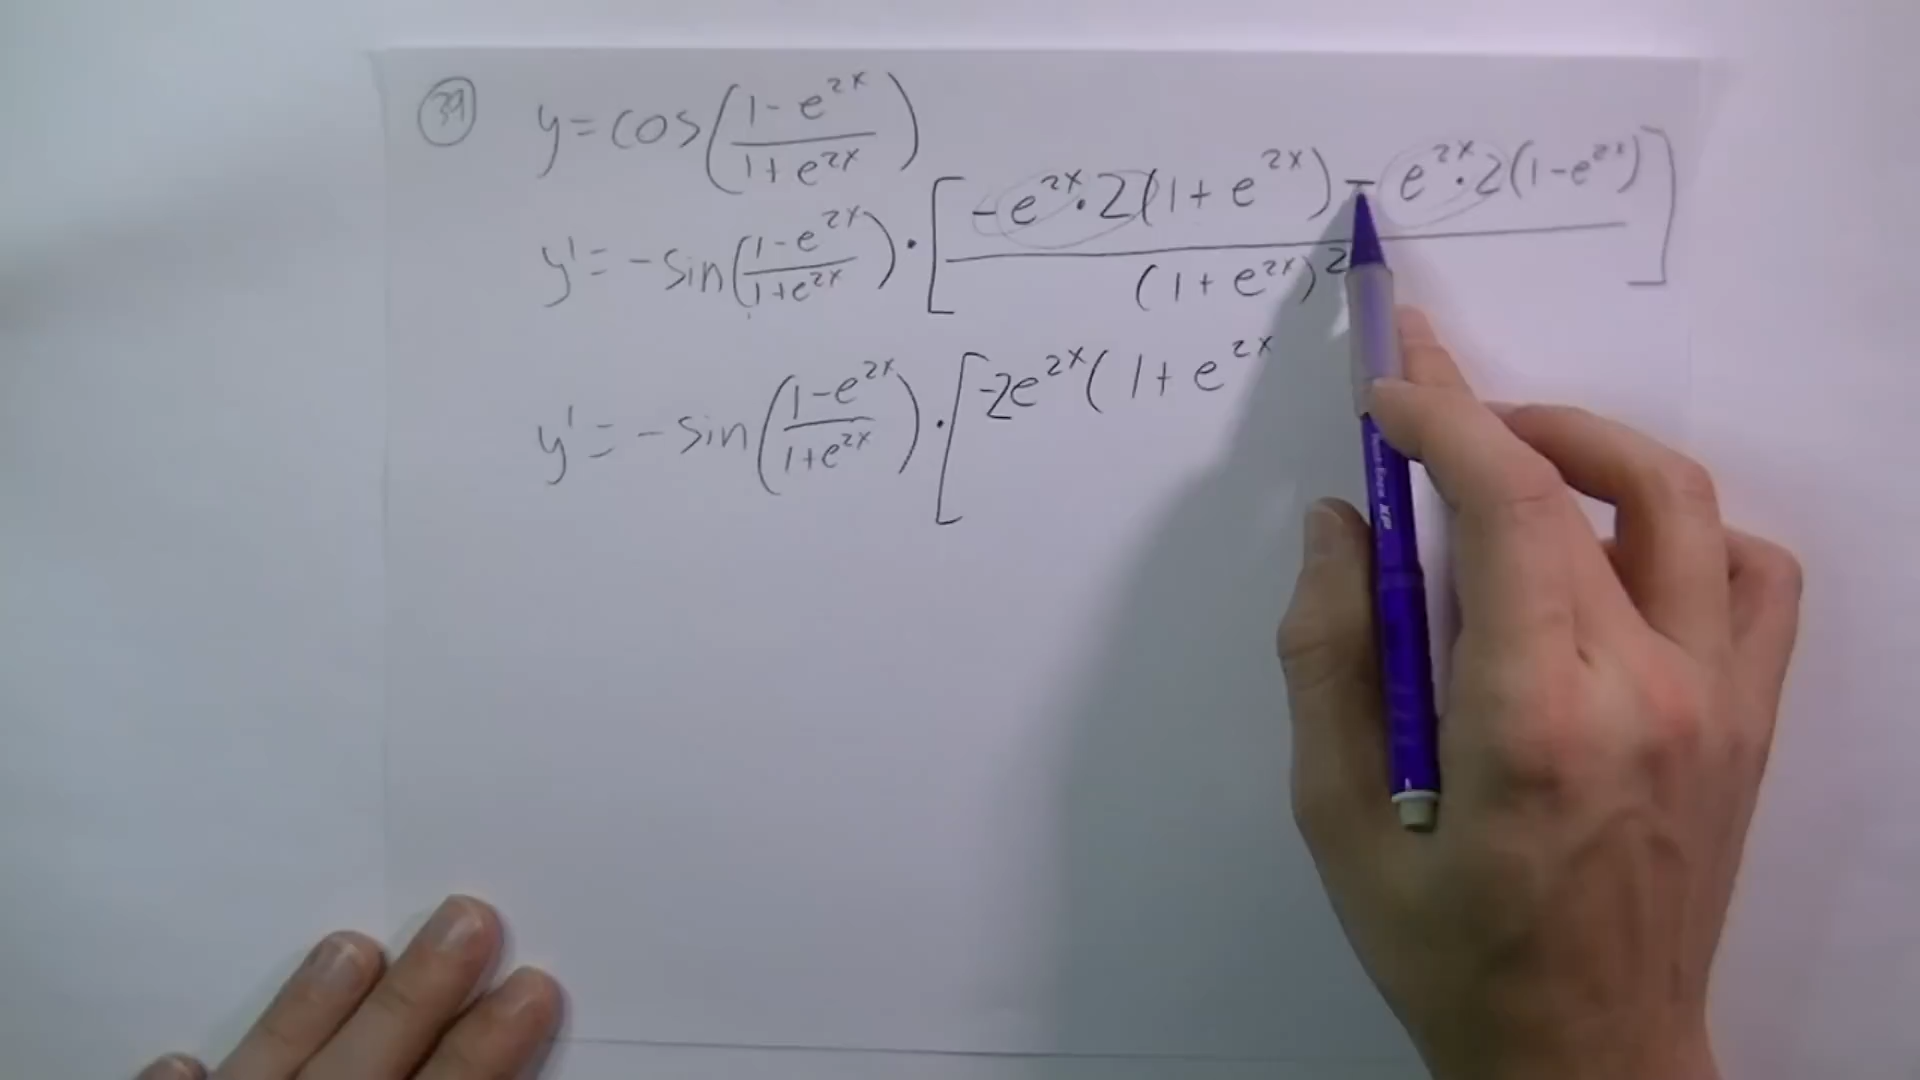 39 y = cos(1 - e^2x / 1 + e^2x)
y' = - sin(1 - e^2x / 1 + e^2x) · [-e^2x · 2(1 + e^2x) - e^2x · 2(1 - e^2x) / (1 + e^2x)^2]
y' = - sin(1 - e^2x / 1 + e^2x) · [-2e^2x(1 + e^2x
XP